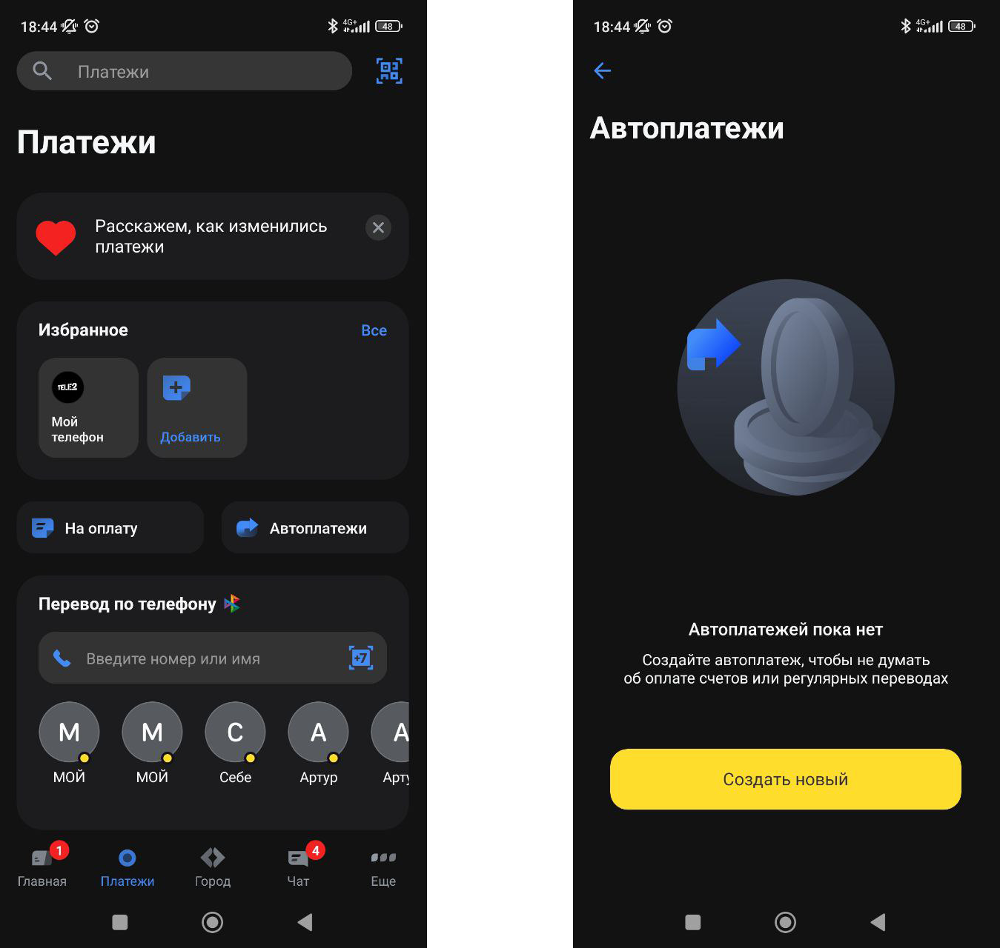 18:44
4G+
48
Платежи
Платежи
Расскажем, как изменились
платежи
Избранное
Все
TELE2
Мой
телефон
Добавить
На оплату
Автоплатежи
Перевод по телефону
Введите номер или имя
+7
М
М
С
А
А
МОЙ
МОЙ
Себе
Артур
Арту
1
4
Главная
Платежи
Город
Чат
Еще
18:44
4G+
48
Автоплатежи
Автоплатежей пока нет
Создайте автоплатеж, чтобы не думать
об оплате счетов или регулярных переводах
Создать новый